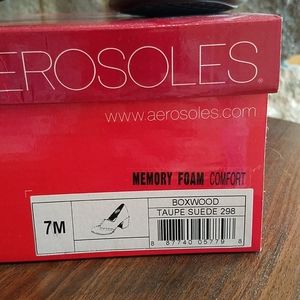 AEROSOLES®
www.aerosoles.com
MEMORY FOAM COMFORT
7M
BOXWOOD
TAUPE SUEDE 298
8 87740 05779 8